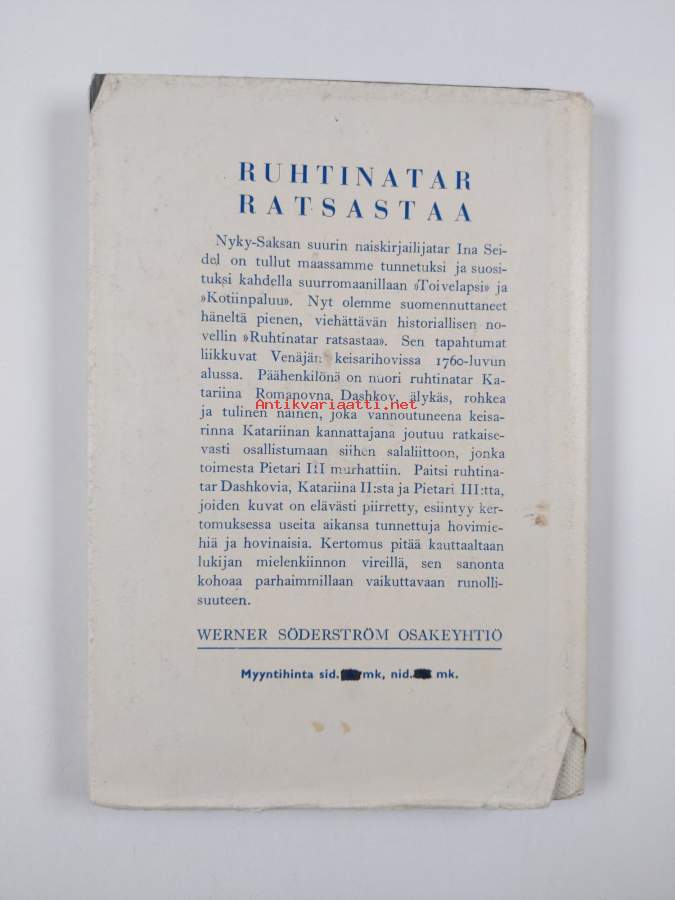 RUHTINATAR
RATSASTAA
Nyky-Saksan suurin naiskirjailijatar Ina Sei-
del on tullut maassamme tunnetuksi ja suosi-
tuksi kahdella suurromaanillaan »Toivelapsi» ja
»Kotiinpaluu». Nyt olemme suomennuttaneet
häneltä pienen, viehättävän historiallisen no-
vellin »Ruhtinatar ratsastaa». Sen tapahtumat
liikkuvat Venäjän keisarihovissa 1760-luvun
alussa. Päähenkilönä on nuori ruhtinatar Ka-
tariina Romanovna Dashkov, älykäs, rohkea
Antikvariaatti.net
ja tulinen nainen, joka vannoutuneena keisa-
rinna Katariinan kannattajana joutuu ratkaise-
vasti osallistumaan siihen salaliittoon, jonka
toimesta Pietari III murhattiin. Paitsi ruhtina-
tar Dashkovia, Katariina II:sta ja Pietari III:tta,
joiden kuvat on elävästi piirretty, esiintyy ker-
tomuksessa useita aikansa tunnettuja hovimie-
hiä ja hovinaisia. Kertomus pitää kauttaaltaan
lukijan mielenkiinnon vireillä, sen sanonta
kohoaa parhaimmillaan vaikuttavaan runolli-
suuteen.
WERNER SÖDERSTRÖM OSAKEYHTIÖ
Myyntihinta sid. mk, nid. mk.